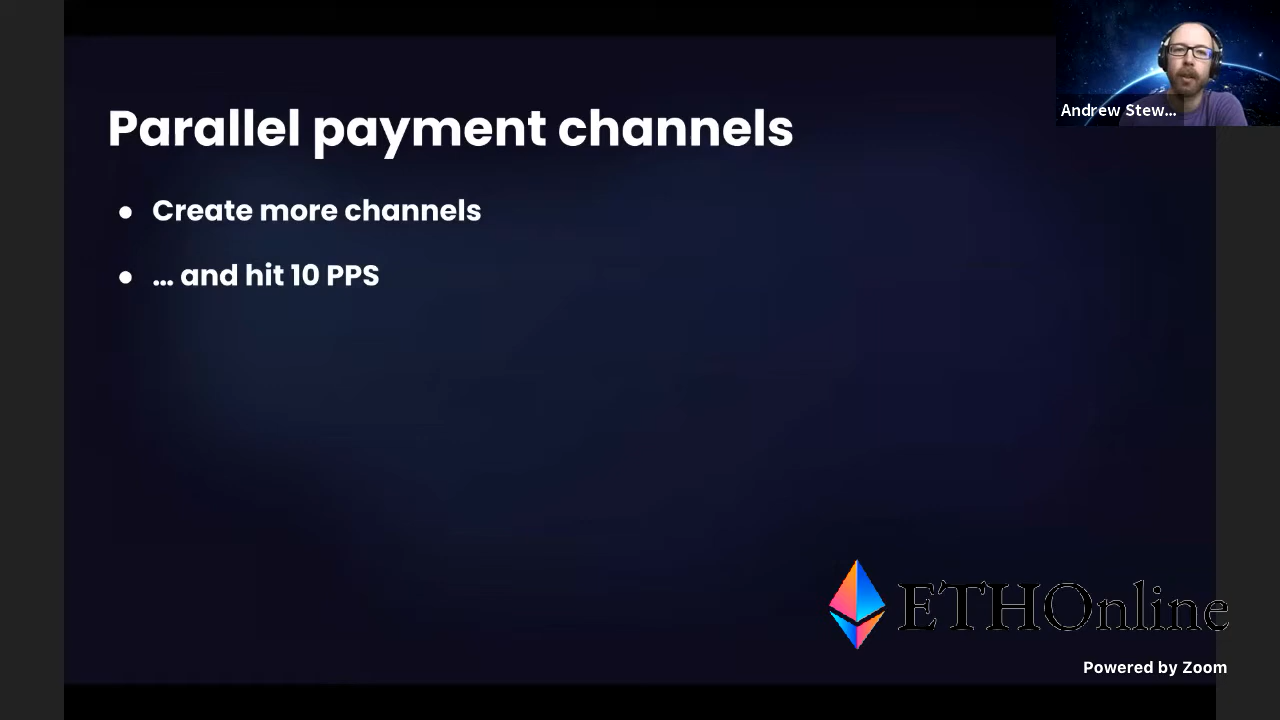 Parallel payment channels
● Create more channels
● ... and hit 10 PPS
Andrew Stew...
ETHOnline
Powered by Zoom